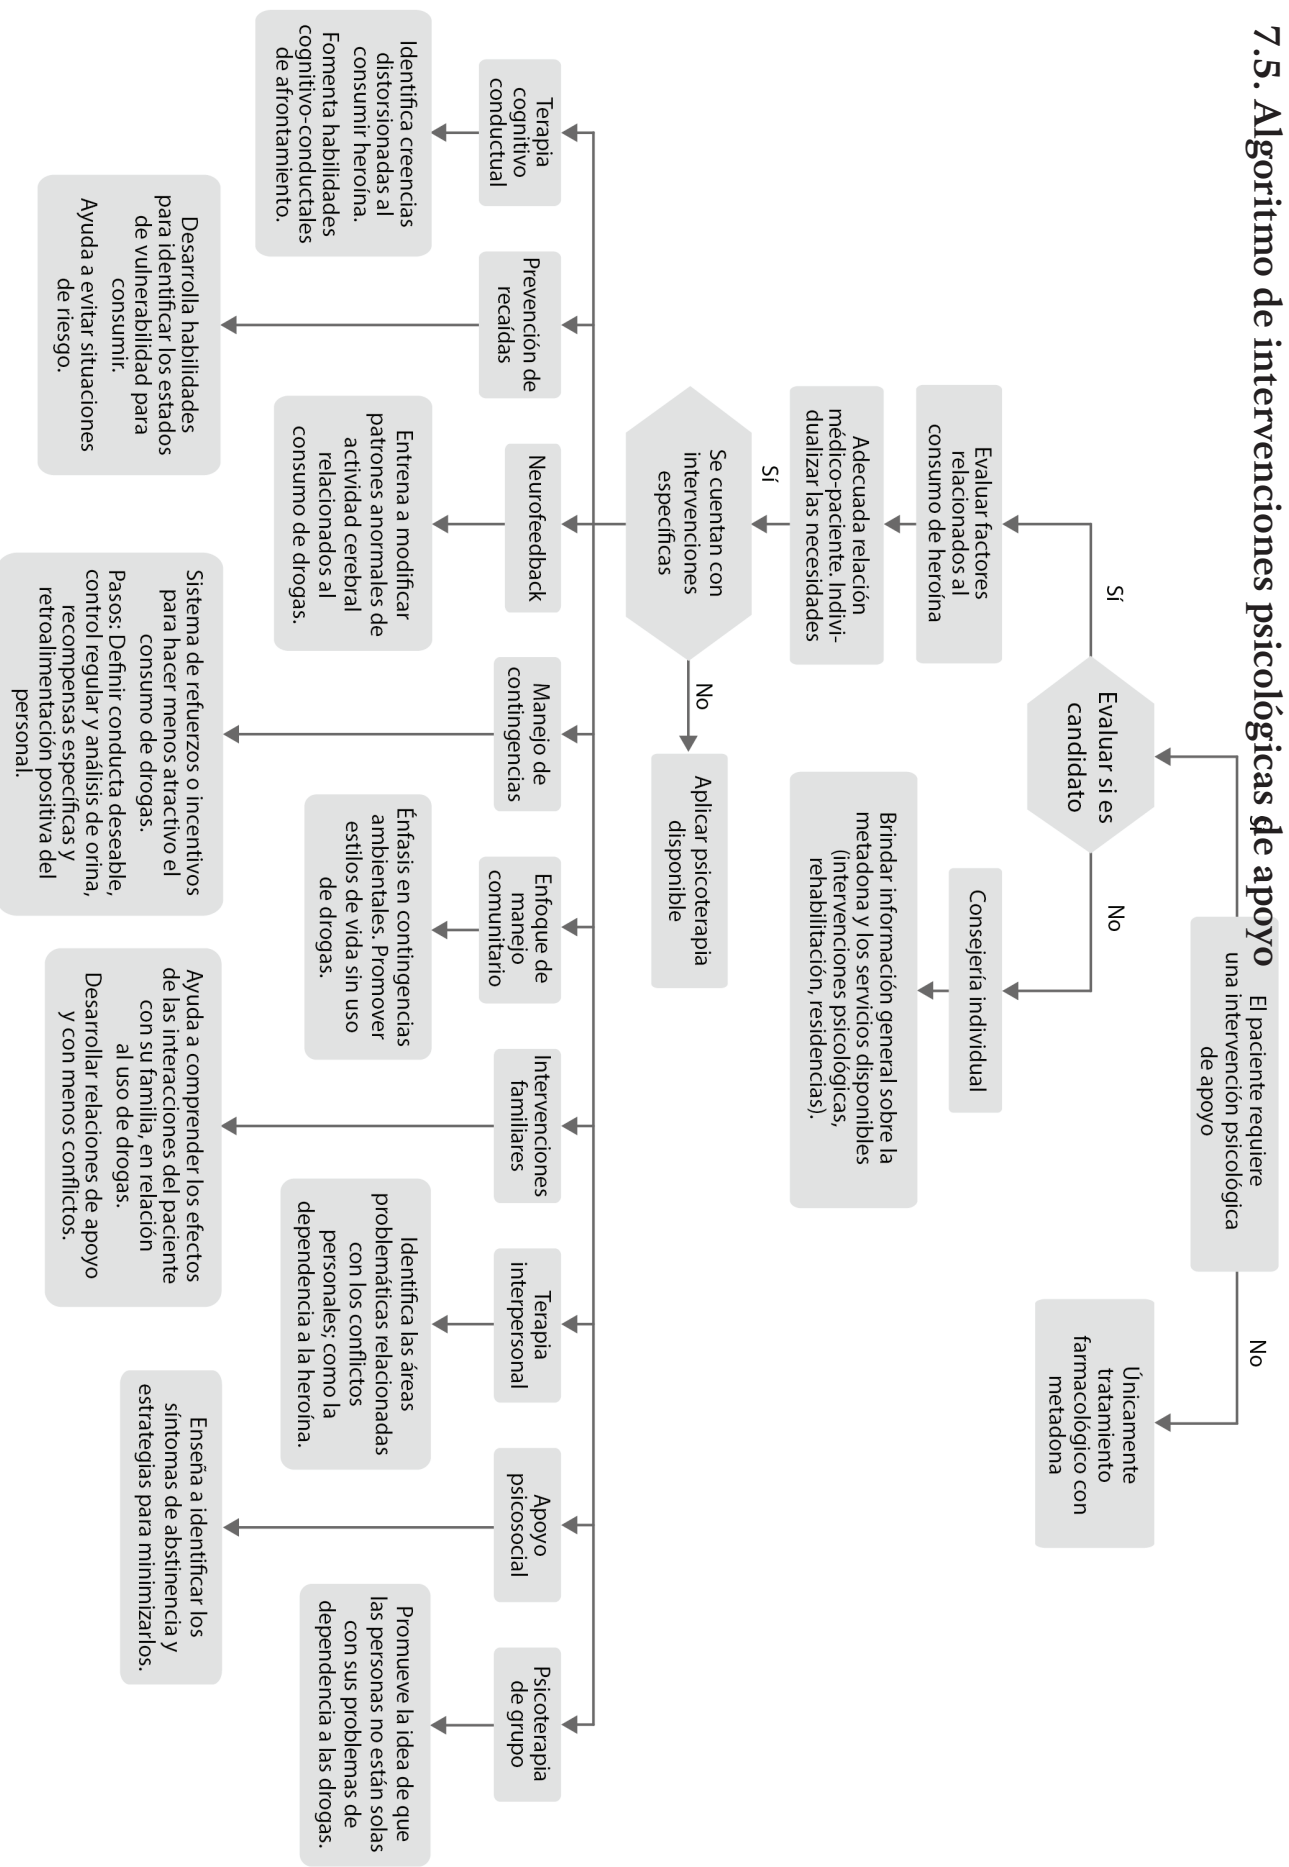 7.5. Algoritmo de intervenciones psicológicas de apoyo
El paciente requiere
una intervención psicológica
de apoyo
Sí
No
Únicamente
tratamiento
farmacológico con
metadona
Evaluar si es
candidato
Sí
No
Evaluar factores
relacionados al
consumo de heroína
Consejería individual
Adecuada relación
médico-paciente. Indivi-
dualizar las necesidades
Brindar información general sobre la
metadona y los servicios disponibles
(intervenciones psicológicas,
rehabilitación, residencias).
Sí
Se cuentan con
intervenciones
específicas
No
Aplicar psicoterapia
disponible
Terapia
cognitivo
conductual
Prevención de
recaídas
Neurofeedback
Manejo de
contingencias
Enfoque de
manejo
comunitario
Intervenciones
familiares
Terapia
interpersonal
Apoyo
psicosocial
Psicoterapia
de grupo
Identifica creencias
distorsionadas al
consumir heroína.
Fomenta habilidades
cognitivo-conductales
de afrontamiento.
Desarrolla habilidades
para identificar los estados
de vulnerabilidad para
consumir.
Ayuda a evitar situaciones
de riesgo.
Entrena a modificar
patrones anormales de
actividad cerebral
relacionados al
consumo de drogas.
Sistema de refuerzos o incentivos
para hacer menos atractivo el
consumo de drogas.
Pasos: Definir conducta deseable,
control regular y análisis de orina,
recompensas específicas y
retroalimentación positiva del
personal.
Énfasis en contingencias
ambientales. Promover
estilos de vida sin uso
de drogas.
Ayuda a comprender los efectos
de las interacciones del paciente
con su familia, en relación
al uso de drogas.
Desarrollar relaciones de apoyo
y con menos conflictos.
Identifica las áreas
problemáticas relacionadas
con los conflictos
personales; como la
dependencia a la heroína.
Enseña a identificar los
síntomas de abstinencia y
estrategias para minimizarlos.
Promueve la idea de que
las personas no están solas
con sus problemas de
dependencia a las drogas.